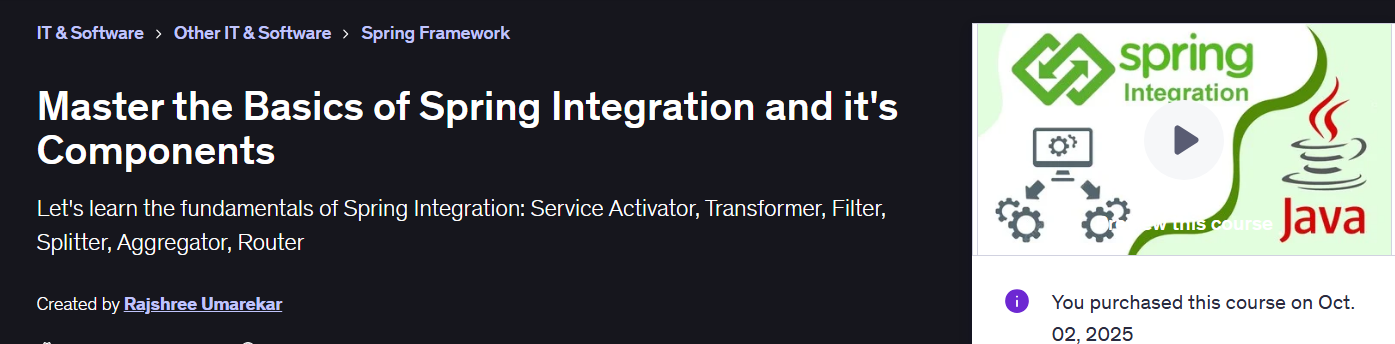 IT & Software > Other IT & Software > Spring Framework
Master the Basics of Spring Integration and it's
Components
Let's learn the fundamentals of Spring Integration: Service Activator, Transformer, Filter,
Splitter, Aggregator, Router
Created by Rajshree Umarekar
spring
Integration
this course
Java
You purchased this course on Oct.
02, 2025